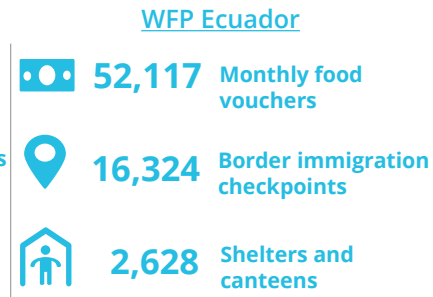 WFP Ecuador
52,117 Monthly food
vouchers
16,324 Border immigration
checkpoints
2,628 Shelters and
canteens